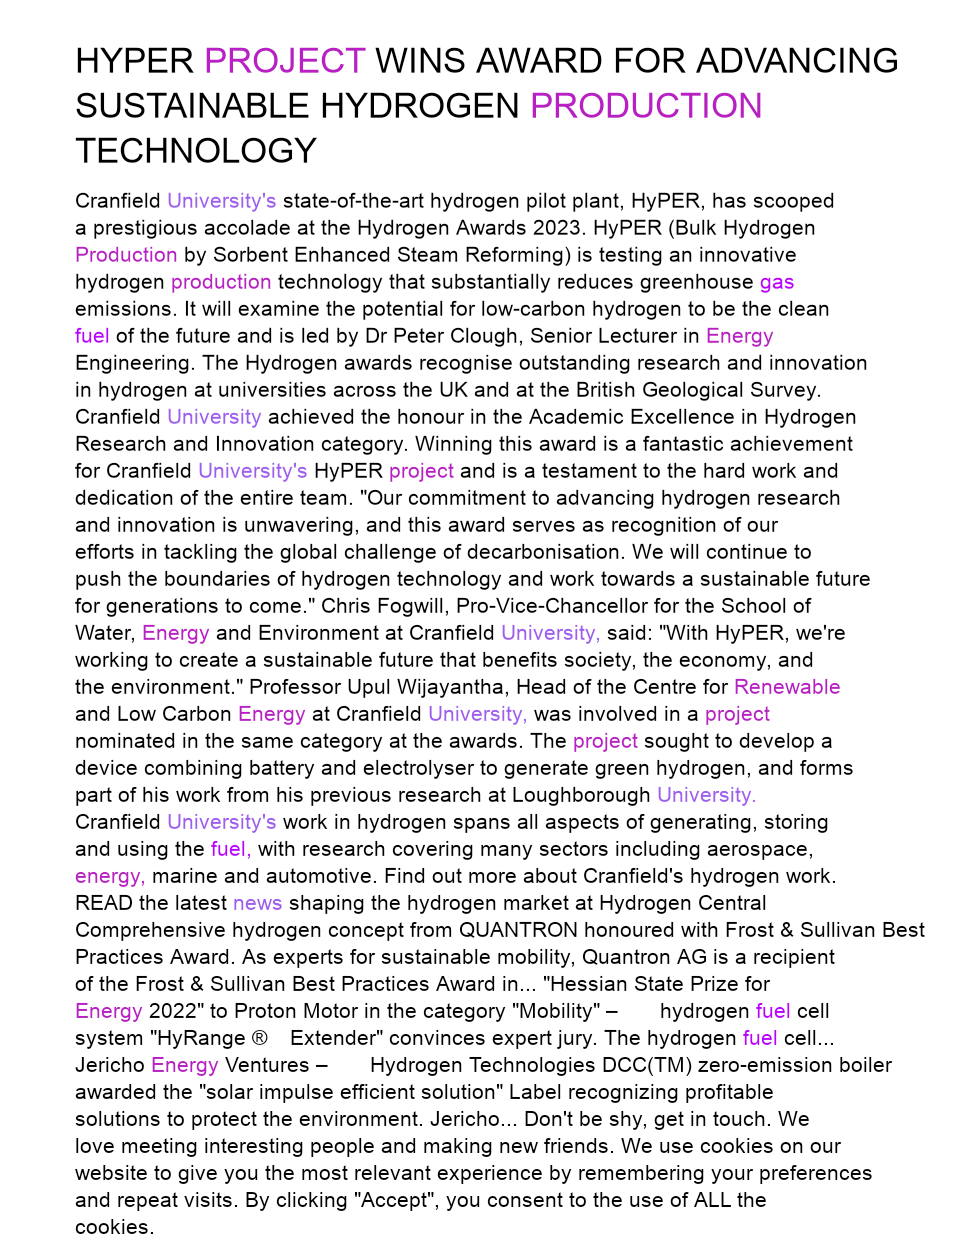 HYPER PROJECT WINS AWARD FOR ADVANCING
SUSTAINABLE HYDROGEN PRODUCTION
TECHNOLOGY
Cranfield University's state-of-the-art hydrogen pilot plant, HyPER, has scooped
a prestigious accolade at the Hydrogen Awards 2023. HyPER (Bulk Hydrogen
Production by Sorbent Enhanced Steam Reforming) is testing an innovative
hydrogen production technology that substantially reduces greenhouse gas
emissions. It will examine the potential for low-carbon hydrogen to be the clean
fuel of the future and is led by Dr Peter Clough, Senior Lecturer in Energy
Engineering. The Hydrogen awards recognise outstanding research and innovation
in hydrogen at universities across the UK and at the British Geological Survey.
Cranfield University achieved the honour in the Academic Excellence in Hydrogen
Research and Innovation category. Winning this award is a fantastic achievement
for Cranfield University's HyPER project and is a testament to the hard work and
dedication of the entire team. "Our commitment to advancing hydrogen research
and innovation is unwavering, and this award serves as recognition of our
efforts in tackling the global challenge of decarbonisation. We will continue to
push the boundaries of hydrogen technology and work towards a sustainable future
for generations to come." Chris Fogwill, Pro-Vice-Chancellor for the School of
Water, Energy and Environment at Cranfield University, said: "With HyPER, we're
working to create a sustainable future that benefits society, the economy, and
the environment." Professor Upul Wijayantha, Head of the Centre for Renewable
and Low Carbon Energy at Cranfield University, was involved in a project
nominated in the same category at the awards. The project sought to develop a
device combining battery and electrolyser to generate green hydrogen, and forms
part of his work from his previous research at Loughborough University.
Cranfield University's work in hydrogen spans all aspects of generating, storing
and using the fuel, with research covering many sectors including aerospace,
energy, marine and automotive. Find out more about Cranfield's hydrogen work.
READ the latest news shaping the hydrogen market at Hydrogen Central
Comprehensive hydrogen concept from QUANTRON honoured with Frost & Sullivan Best
Practices Award. As experts for sustainable mobility, Quantron AG is a recipient
of the Frost & Sullivan Best Practices Award in... "Hessian State Prize for
Energy 2022" to Proton Motor in the category "Mobility" – hydrogen fuel cell
system "HyRange ® Extender" convinces expert jury. The hydrogen fuel cell...
Jericho Energy Ventures – Hydrogen Technologies DCC(TM) zero-emission boiler
awarded the "solar impulse efficient solution" Label recognizing profitable
solutions to protect the environment. Jericho... Don't be shy, get in touch. We
love meeting interesting people and making new friends. We use cookies on our
website to give you the most relevant experience by remembering your preferences
and repeat visits. By clicking "Accept", you consent to the use of ALL the
cookies.